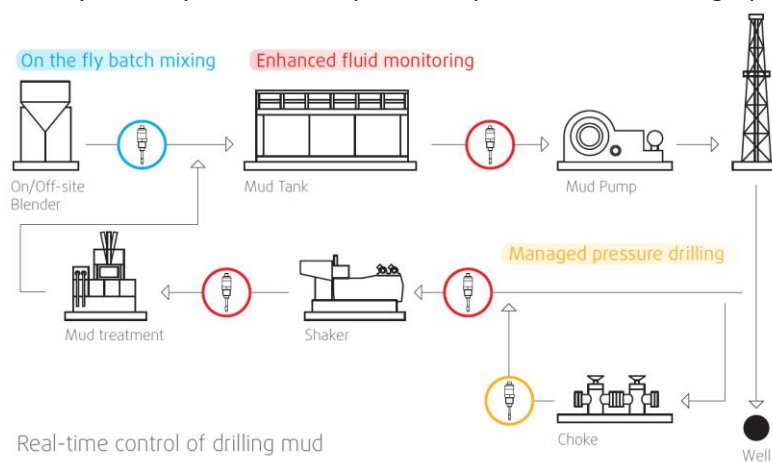 On the fly batch mixing
Enhanced fluid monitoring
On/Off-site
Blender
Mud Tank
Mud Pump
Managed pressure drilling
Mud treatment
Shaker
Choke
Real-time control of drilling mud
Well